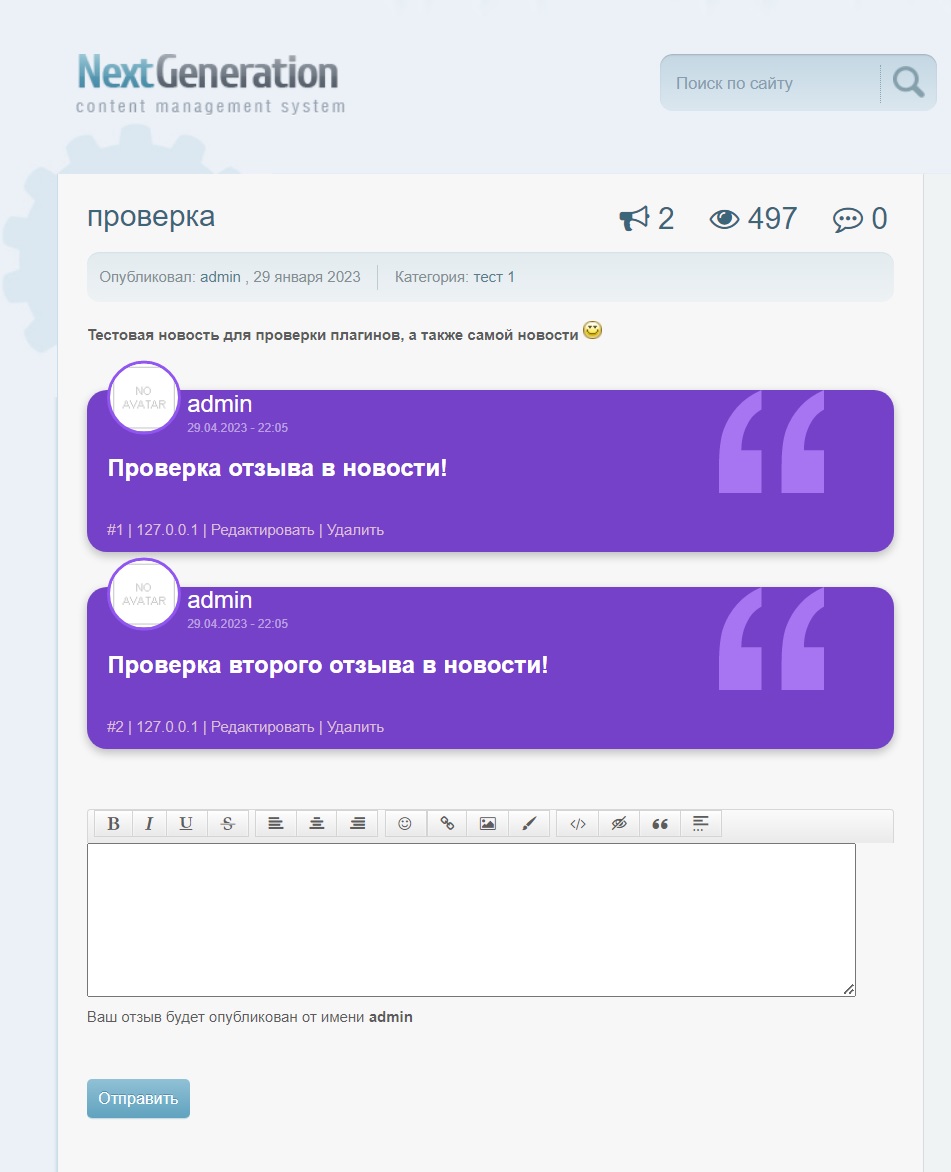 NextGeneration
content management system
Поиск по сайту
проверка
2 497 0
Опубликовал: admin , 29 января 2023 Категория: тест 1
Тестовая новость для проверки плагинов, а также самой новости
NO
AVATAR
admin
29.04.2023 - 22:05
Проверка отзыва в новости!
#1 | 127.0.0.1 | Редактировать | Удалить
NO
AVATAR
admin
29.04.2023 - 22:05
Проверка второго отзыва в новости!
#2 | 127.0.0.1 | Редактировать | Удалить
B I U S
Ваш отзыв будет опубликован от имени admin
Отправить